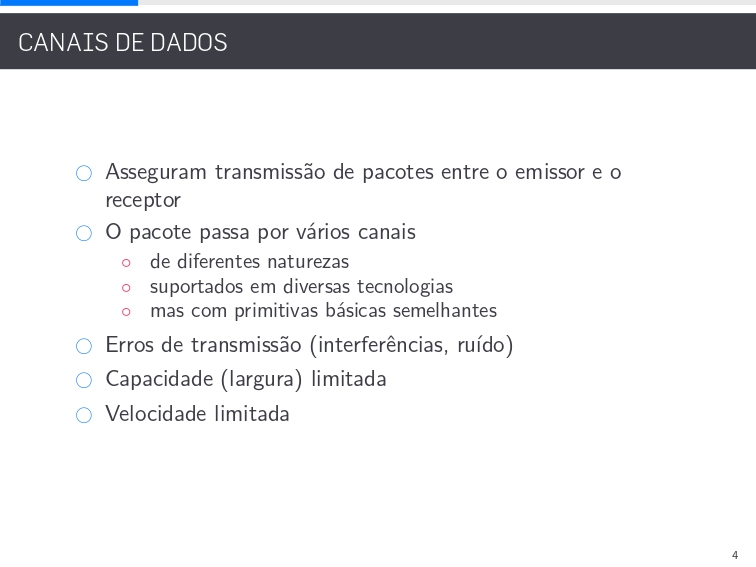 CANAIS DE DADOS
Asseguram transmissão de pacotes entre o emissor e o
receptor
O pacote passa por vários canais
de diferentes naturezas
suportados em diversas tecnologias
mas com primitivas básicas semelhantes
Erros de transmissão (interferências, ruído)
Capacidade (largura) limitada
Velocidade limitada
4